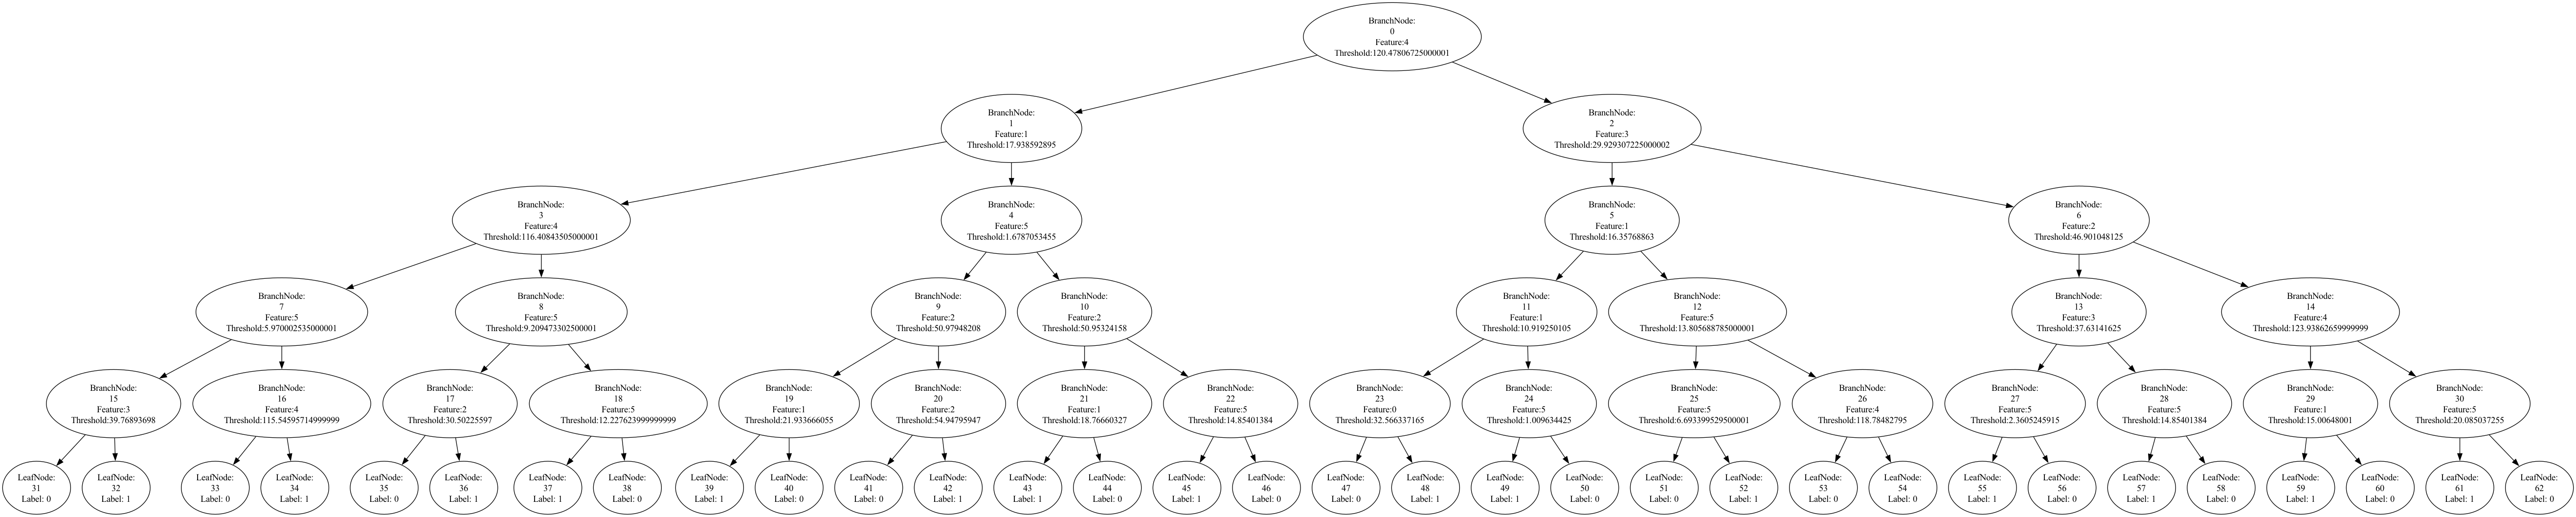 BranchNode:
0
Feature:4
Threshold:120.47806725000001
BranchNode:
1
Feature:1
Threshold:17.938592895
BranchNode:
2
Feature:3
Threshold:29.929307225000002
BranchNode:
3
Feature:4
Threshold:116.40843505000001
BranchNode:
4
Feature:5
Threshold:1.6787053455
BranchNode:
5
Feature:1
Threshold:16.35768863
BranchNode:
6
Feature:2
Threshold:46.901048125
BranchNode:
7
Feature:5
Threshold:5.970002535000001
BranchNode:
8
Feature:5
Threshold:9.209473302500001
BranchNode:
9
Feature:2
Threshold:50.97948208
BranchNode:
10
Feature:2
Threshold:50.95324158
BranchNode:
11
Feature:1
Threshold:10.919250105
BranchNode:
12
Feature:5
Threshold:13.805688785000001
BranchNode:
13
Feature:3
Threshold:37.63141625
BranchNode:
14
Feature:4
Threshold:123.93862659999999
BranchNode:
15
Feature:3
Threshold:39.76893698
BranchNode:
16
Feature:4
Threshold:115.54595714999999
BranchNode:
17
Feature:2
Threshold:30.50225597
BranchNode:
18
Feature:5
Threshold:12.227623999999999
BranchNode:
19
Feature:1
Threshold:21.933666055
BranchNode:
20
Feature:2
Threshold:54.94795947
BranchNode:
21
Feature:1
Threshold:18.76660327
BranchNode:
22
Feature:5
Threshold:14.85401384
BranchNode:
23
Feature:0
Threshold:32.566337165
BranchNode:
24
Feature:5
Threshold:1.009634425
BranchNode:
25
Feature:5
Threshold:6.693399529500001
BranchNode:
26
Feature:4
Threshold:118.78482795
BranchNode:
27
Feature:5
Threshold:2.3605245915
BranchNode:
28
Feature:5
Threshold:14.85401384
BranchNode:
29
Feature:1
Threshold:15.00648001
BranchNode:
30
Feature:5
Threshold:20.085037255
LeafNode:
31
Label: 0
LeafNode:
32
Label: 1
LeafNode:
33
Label: 0
LeafNode:
34
Label: 1
LeafNode:
35
Label: 0
LeafNode:
36
Label: 1
LeafNode:
37
Label: 1
LeafNode:
38
Label: 0
LeafNode:
39
Label: 1
LeafNode:
40
Label: 0
LeafNode:
41
Label: 0
LeafNode:
42
Label: 1
LeafNode:
43
Label: 1
LeafNode:
44
Label: 0
LeafNode:
45
Label: 1
LeafNode:
46
Label: 0
LeafNode:
47
Label: 0
LeafNode:
48
Label: 1
LeafNode:
49
Label: 1
LeafNode:
50
Label: 0
LeafNode:
51
Label: 0
LeafNode:
52
Label: 1
LeafNode:
53
Label: 0
LeafNode:
54
Label: 0
LeafNode:
55
Label: 1
LeafNode:
56
Label: 0
LeafNode:
57
Label: 1
LeafNode:
58
Label: 0
LeafNode:
59
Label: 1
LeafNode:
60
Label: 0
LeafNode:
61
Label: 1
LeafNode:
62
Label: 0